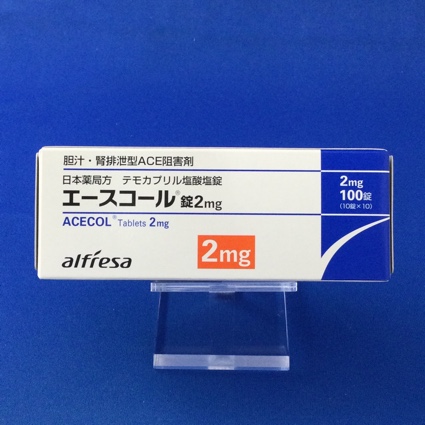 胆汁・腎排泄型ACE阻害剤
日本薬局方 テモカプリル塩酸塩錠
エースコール®錠2mg
ACECOL® Tablets 2mg
2mg
alfresa
2mg
100錠
(10錠×10)